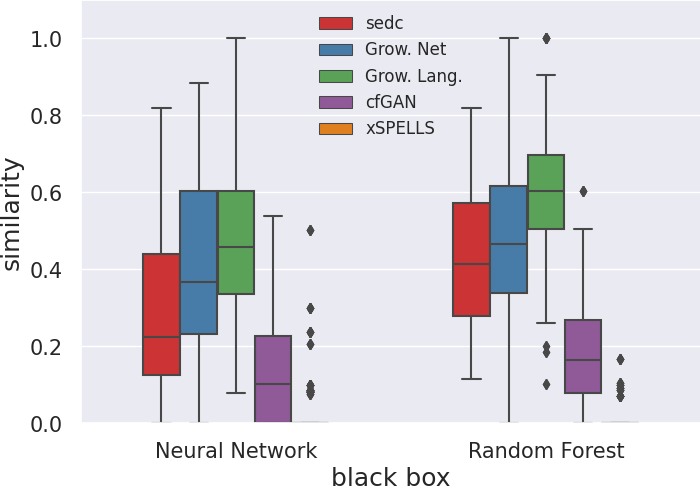 sedc
Grow. Net
Grow. Lang.
cfGAN
xSPELLS
1.0
0.8
0.6
0.4
0.2
0.0
similarity
Neural Network
Random Forest
black box